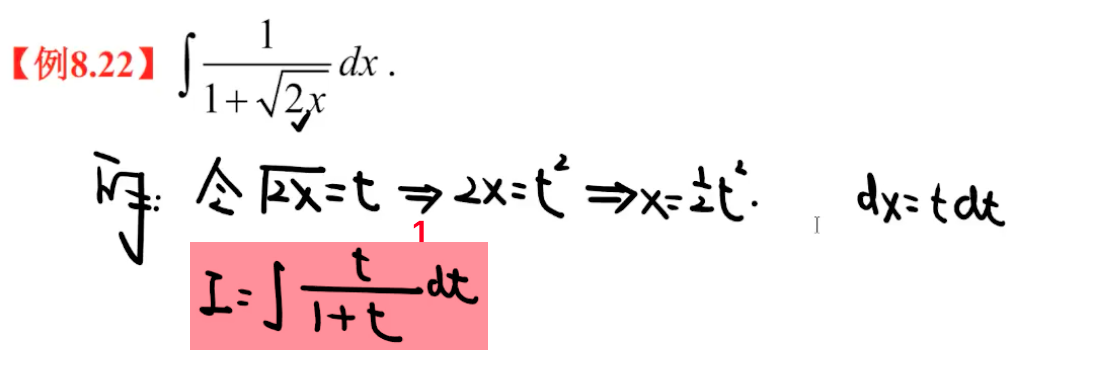 【例8.22】 ∫ 1/(1+√(2x)) dx .
解: 令 √(2x) = t ⇒ 2x = t² ⇒ x = ½t². dx = t dt
1
I = ∫ t/(1+t) dt